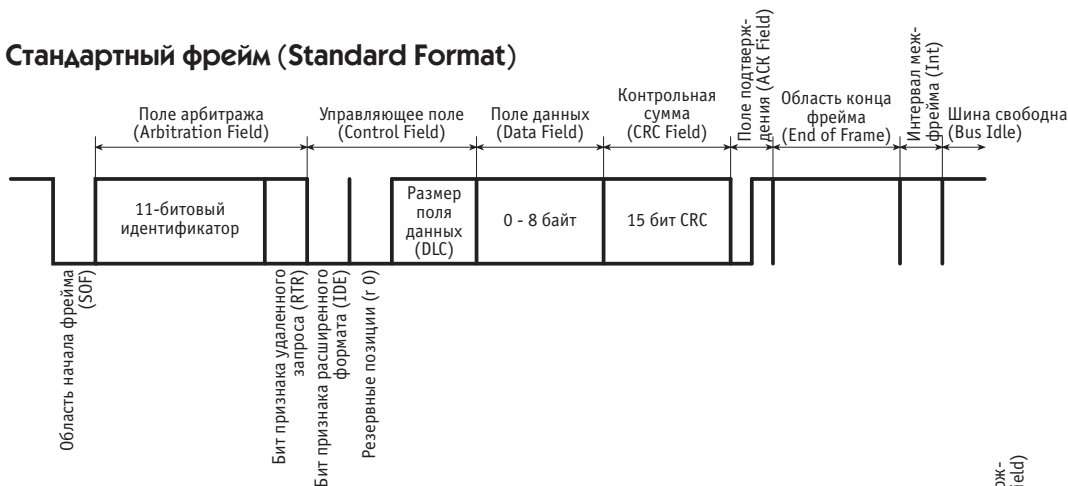 Стандартный фрейм (Standard Format)
Поле арбитража
(Arbitration Field)
Управляющее поле
(Control Field)
Поле данных
(Data Field)
Контрольная
сумма
(CRC Field)
Поле подтверж-
дения (ACK Field)
Область конца
фрейма
(End of Frame)
Интервал меж-
фрейма (Int)
Шина свободна
(Bus Idle)
11-битовый
идентификатор
Размер
поля
данных
(DLC)
0 - 8 байт
15 бит CRC
Область начала фрейма
(SOF)
Бит признака удаленного
запроса (RTR)
Бит признака расширенного
формата (IDE)
Резервные позиции (r 0)